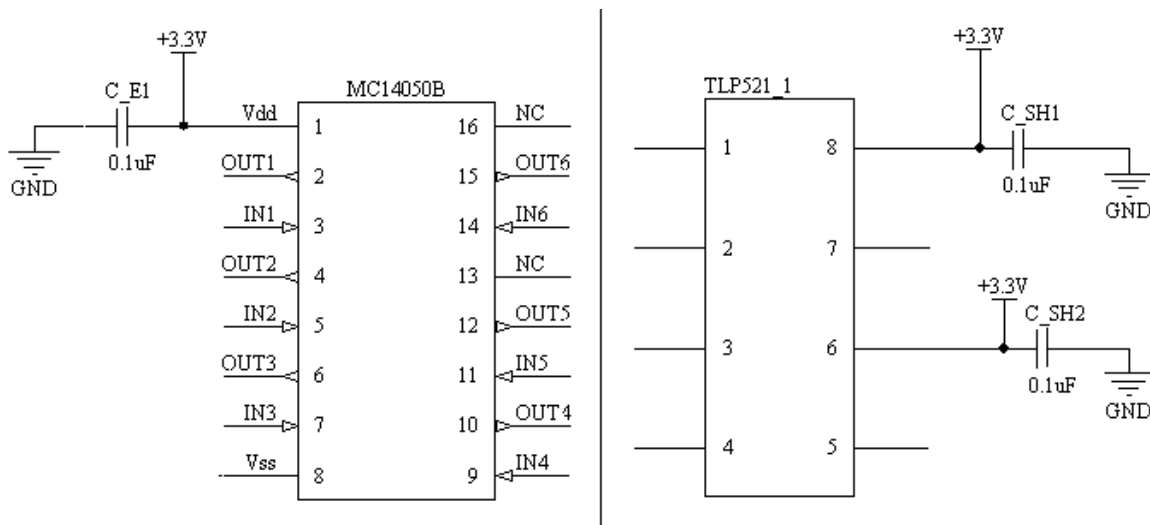 +3.3V
C_E1
0.1uF
GND
MC14050B
Vdd 1 16 NC
OUT1 2 15 OUT6
IN1 3 14 IN6
OUT2 4 13 NC
IN2 5 12 OUT5
OUT3 6 11 IN5
IN3 7 10 OUT4
Vss 8 9 IN4
+3.3V
TLP521_1
C_SH1
0.1uF
GND
1 8
2 7
+3.3V
C_SH2
3 6
0.1uF
GND
4 5